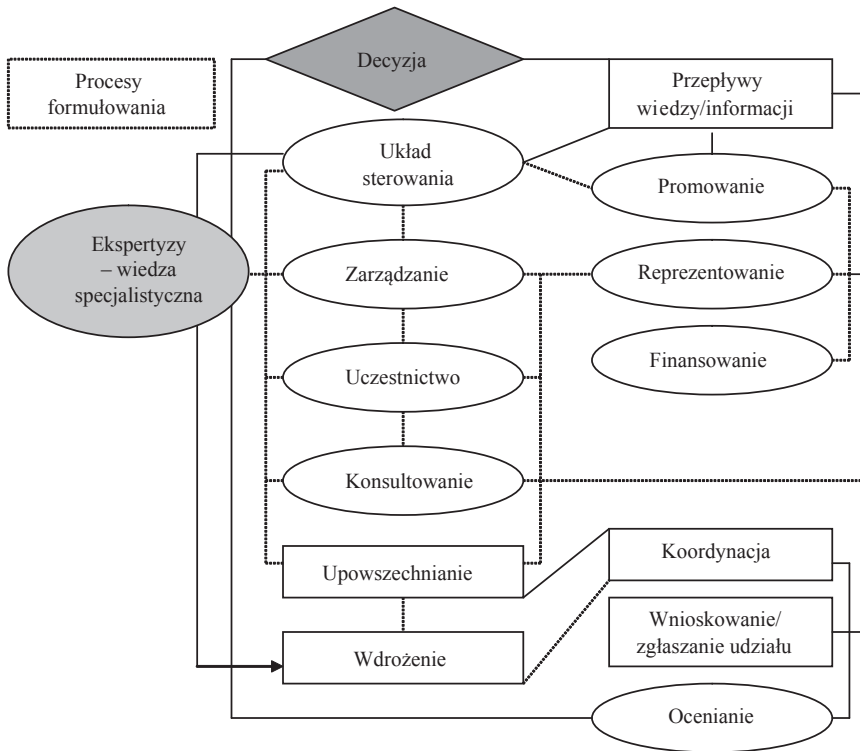 Decyzja
Procesy
formułowania
Przepływy
wiedzy/informacji
Układ
sterowania
Promowanie
Ekspertyzy
– wiedza
specjalistyczna
Zarządzanie
Reprezentowanie
Uczestnictwo
Finansowanie
Konsultowanie
Upowszechnianie
Koordynacja
Wnioskowanie/
zgłaszanie udziału
Wdrożenie
Ocenianie